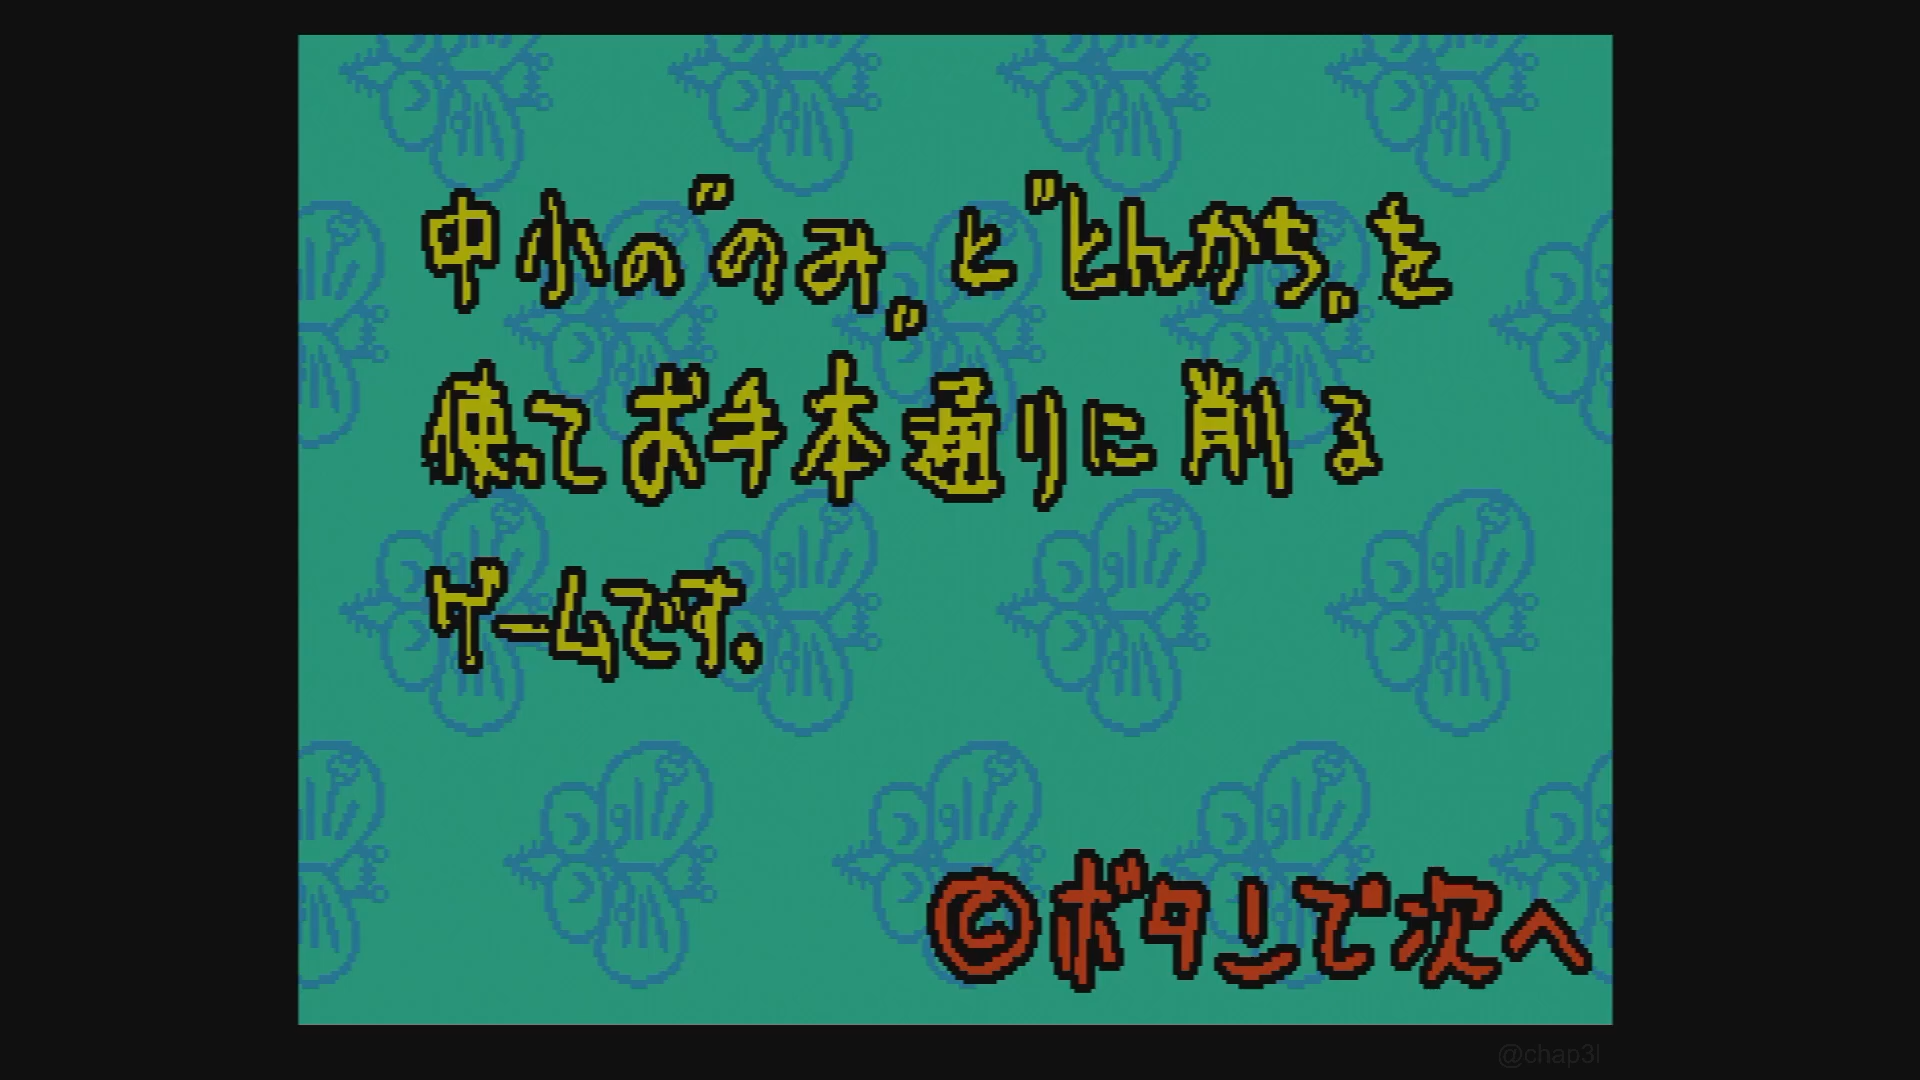 中小の〝のみ〟と〝とんかち〟を
使ってお手本通りに削る
ゲームです。
Ⓒボタンで次へ
@chap3l